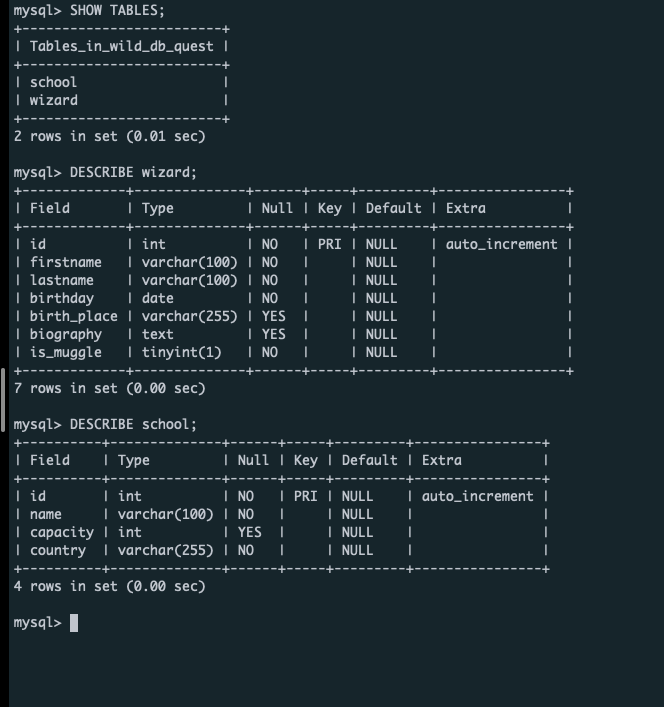 mysql> SHOW TABLES;
+-------------------------+
| Tables_in_wild_db_quest |
+-------------------------+
| school                  |
| wizard                  |
+-------------------------+
2 rows in set (0.01 sec)

mysql> DESCRIBE wizard;
+-------------+--------------+------+-----+---------+----------------+
| Field       | Type         | Null | Key | Default | Extra          |
+-------------+--------------+------+-----+---------+----------------+
| id          | int          | NO   | PRI | NULL    | auto_increment |
| firstname   | varchar(100) | NO   |     | NULL    |                |
| lastname    | varchar(100) | NO   |     | NULL    |                |
| birthday    | date         | NO   |     | NULL    |                |
| birth_place | varchar(255) | YES  |     | NULL    |                |
| biography   | text         | YES  |     | NULL    |                |
| is_muggle   | tinyint(1)   | NO   |     | NULL    |                |
+-------------+--------------+------+-----+---------+----------------+
7 rows in set (0.00 sec)

mysql> DESCRIBE school;
+----------+--------------+------+-----+---------+----------------+
| Field    | Type         | Null | Key | Default | Extra          |
+----------+--------------+------+-----+---------+----------------+
| id       | int          | NO   | PRI | NULL    | auto_increment |
| name     | varchar(100) | NO   |     | NULL    |                |
| capacity | int          | YES  |     | NULL    |                |
| country  | varchar(255) | NO   |     | NULL    |                |
+----------+--------------+------+-----+---------+----------------+
4 rows in set (0.00 sec)

mysql>